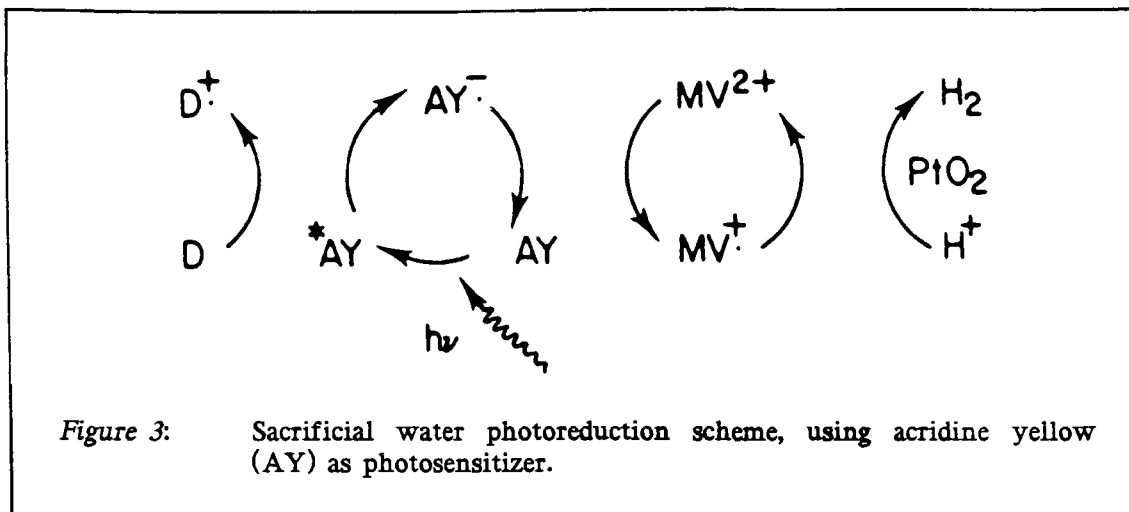 D⁺· AY⁻· MV²⁺ H₂
PtO₂
D *AY AY MV⁺· H⁺
hν
Figure 3: Sacrificial water photoreduction scheme, using acridine yellow
(AY) as photosensitizer.